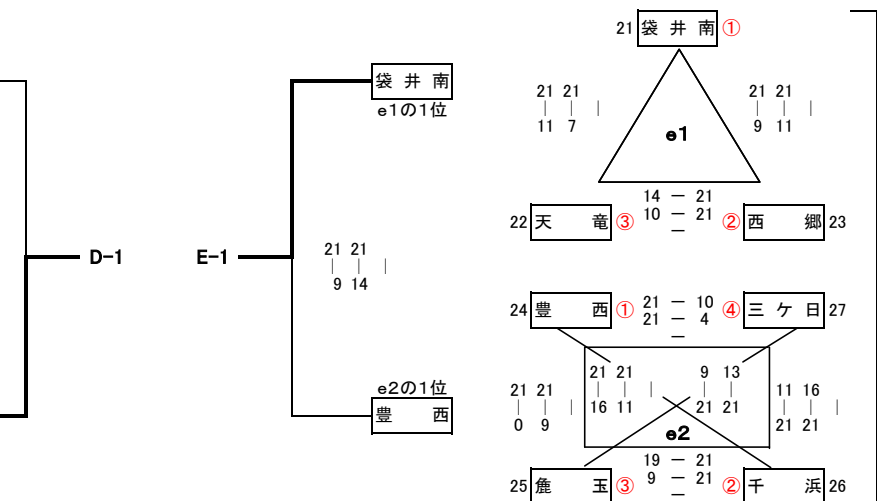 21 袋井南 ①
袋井南
e1の1位
21 21
| | |
11 7
21 21
| | |
9 11
e1
14 － 21
10 － 21
－
22 天竜 ③
② 西郷 23
D-1
E-1
21 21
| | |
9 14
24 豊西 ①
21 － 10
21 － 4
－
④ 三ケ日 27
e2の1位
豊西
21 21
| | |
0 9
21 21
| | |
16 11
9 13
| |
21 21
11 16
| | |
21 21
e2
19 － 21
9 － 21
－
25 麁玉 ③
② 千浜 26